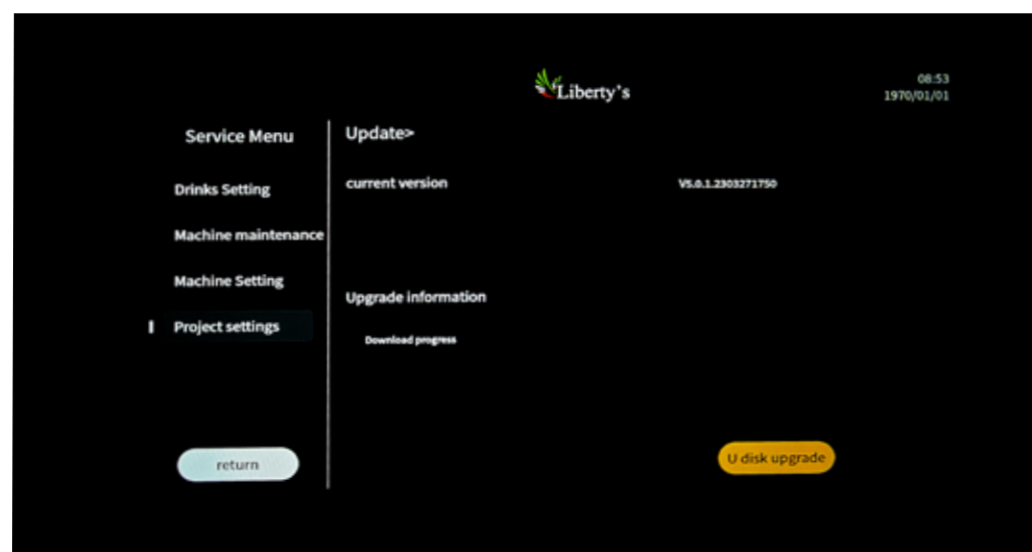 Liberty's
08:53
1970/01/01
Service Menu
Update>
Drinks Setting
current version
V5.0.1.2303271750
Machine maintenance
Machine Setting
Upgrade information
Project settings
Download progress
return
U disk upgrade